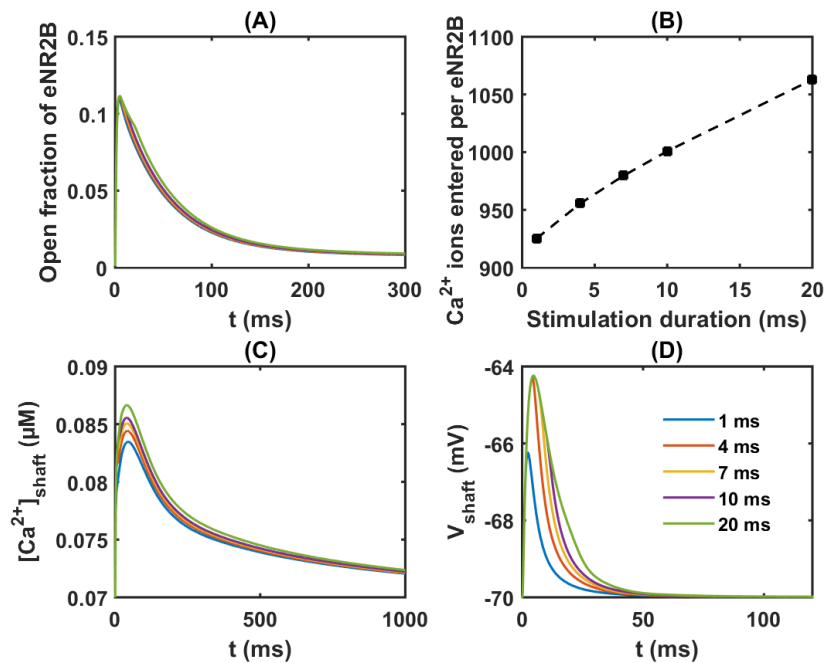 (A)
Open fraction of eNR2B
0.15
0.1
0.05
0
0
100
200
300
t (ms)
(B)
Ca2+ ions entered per eNR2B
1100
1050
1000
950
900
0
5
10
15
20
Stimulation duration (ms)
(C)
[Ca2+]shaft (μM)
0.09
0.085
0.08
0.075
0.07
0
500
1000
t (ms)
(D)
Vshaft (mV)
-64
-66
-68
-70
0
50
100
t (ms)
1 ms
4 ms
7 ms
10 ms
20 ms